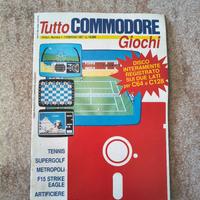 Tutto COMMODORE
Giochi
DISCO
INTERAMENTE
REGISTRATO
SUI DUE LATI
per C64 e C128
TENNIS
SUPERGOLF
METROPOLI
F15 STRIKE
EAGLE
ARTIFICIERE